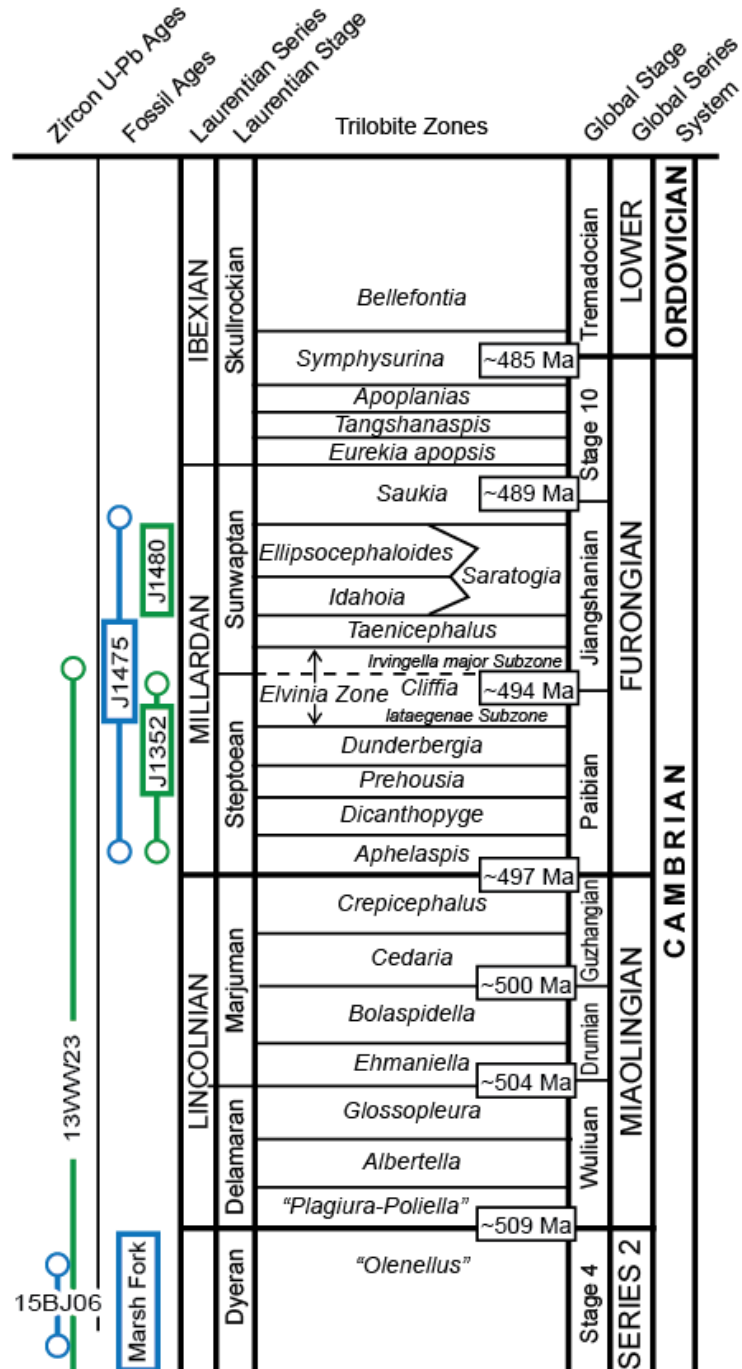 Zircon U-Pb Ages
Fossil Ages
Laurentian Series
Laurentian Stage
Trilobite Zones
Global Stage
Global Series
System
IBEXIAN
Skullrockian
Bellefontia
Tremadocian
LOWER
ORDOVICIAN
Symphysurina
~485 Ma
Apoplanias
Tangshanaspis
Eurekia apopsis
Stage 10
MILLARDAN
Sunwaptan
Saukia
~489 Ma
J1480
J1475
J1352
Ellipsocephaloides
Idahoia
Saratogia
Taenicephalus
Jiangshanian
FURONGIAN
Irvingella major Subzone
Elvinia Zone
Cliffia
~494 Ma
Iataegenae Subzone
Steptoean
Dunderbergia
Prehousia
Dicanthopyge
Aphelaspis
Paibian
~497 Ma
CAMBRIAN
LINCOLNIAN
Marjuman
Crepicephalus
Cedaria
Guzhangian
~500 Ma
Bolaspidella
Ehmaniella
Drumian
MIAOLINGIAN
~504 Ma
13WW23
Delamaran
Glossopleura
Albertella
"Plagiura-Poliella"
Wuliuan
~509 Ma
15BJ06
Marsh Fork
Dyeran
"Olenellus"
Stage 4
SERIES 2